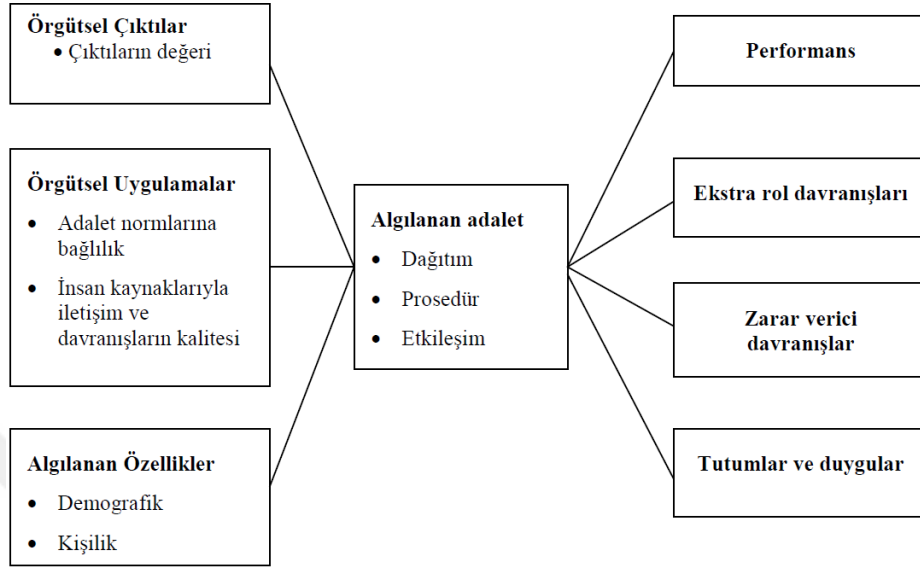 Örgütsel Çıktılar
• Çıktıların değeri
Örgütsel Uygulamalar
• Adalet normlarına
bağlılık
• İnsan kaynaklarıyla
iletişim ve
davranışların kalitesi
Algılanan Özellikler
• Demografik
• Kişilik
Algılanan adalet
• Dağıtım
• Prosedür
• Etkileşim
Performans
Ekstra rol davranışları
Zarar verici
davranışlar
Tutumlar ve duygular